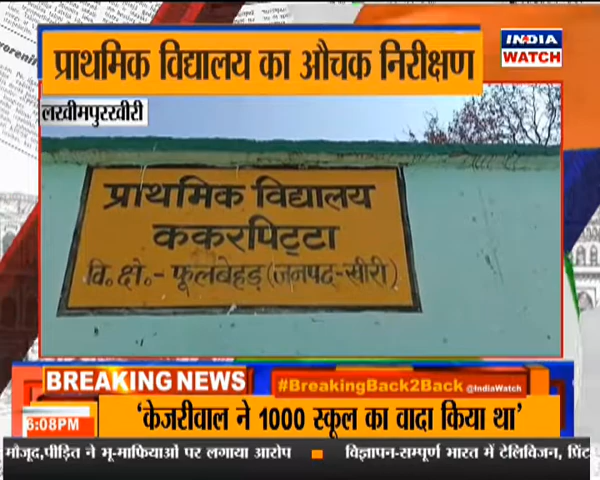 प्राथमिक विद्यालय का औचक निरीक्षण
INDIA
WATCH
लखीमपुरखीरी
प्राथमिक विद्यालय
ककरपिट्टा
वि.क्षे.- फूलबेहड़ (जनपद-खीरी)
BREAKING NEWS
#BreakingBack2Back @IndiaWatch
6:08PM
‘केजरीवाल ने 1000 स्कूल का वादा किया था’
मौजूद,पीड़ित ने भू-माफियाओं पर लगाया आरोप विज्ञापन-सम्पूर्ण भारत में टेलिविजन, प्रिंट